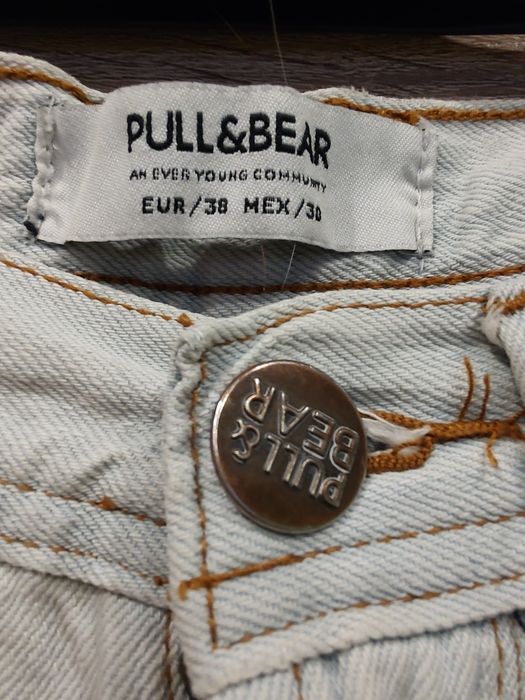 PULL&BEAR
AN EVER YOUNG COMMUNITY
EUR/38 MEX/30
PULL&
BEAR